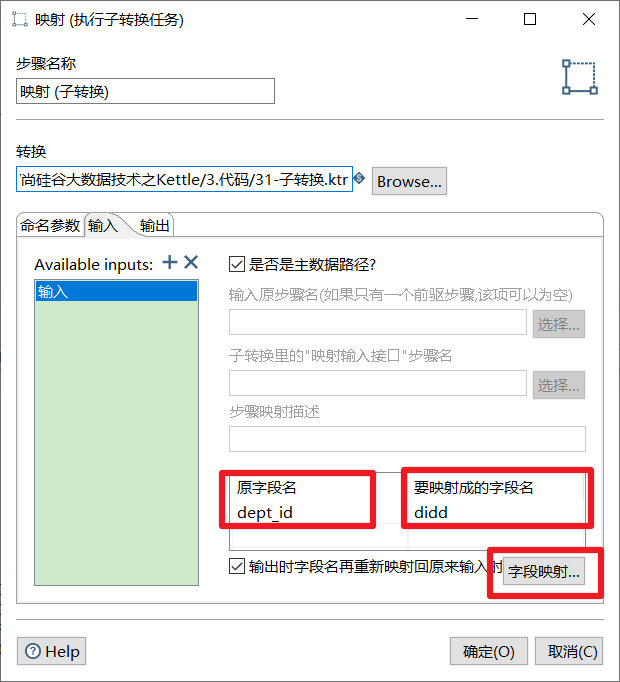 映射 (执行子转换任务)
步骤名称
映射 (子转换)
转换
尚硅谷大数据技术之Kettle/3.代码/31-子转换.ktr
Browse...
命名参数 输入 输出
Available inputs:
输入
是否是主数据路径?
输入原步骤名(如果只有一个前驱步骤,该项可以为空)
选择...
子转换里的"映射输入接口"步骤名
选择...
步骤映射描述
原字段名 要映射成的字段名
dept_id didd
输出时字段名再重新映射回原来输入时
字段映射...
Help
确定(O)
取消(C)